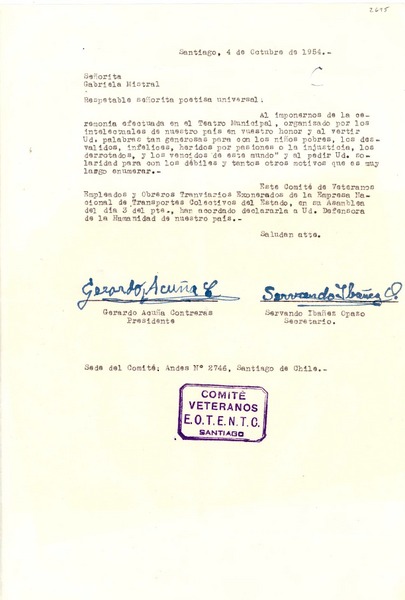 2675
Santiago, 4 de Octubre de 1954.-
Señorita
Gabriela Mistral
Respetable señorita poetisa universal:
Al imponernos de la ce-
remonia efectuada en el Teatro Municipal, organizado por los
intelectuales de nuestro país en vuestro honor y al vertir
Ud. palabras tan generosas para con los niños pobres, los des-
validos, infelices, heridos por pasiones o la injusticia, los
derrotados, y los vencidos de este mundo" y al pedir Ud. so-
laridad para con los débiles y tantos otros motivos que es muy
largo enumerar.
Este Comité de Veteranos
Empleados y Obreros Tranviarios Exonerados de la Empresa Na-
cional de Transportes Colectivos del Estado, en su Asamblea
del día 3 del pte., han acordado declararla a Ud. Defensora
de la Humanidad de nuestro país.-
Saludan atte.
Gerardo Acuña C Servando Ibañez O.
Gerardo Acuña Contreras Servando Ibañez Opazo
Presidente Secretario.
Sede del Comité; Andes N° 2746, Santiago de Chile.-
COMITÉ
VETERANOS
E.O.T.E.N.T.C.
SANTIAGO